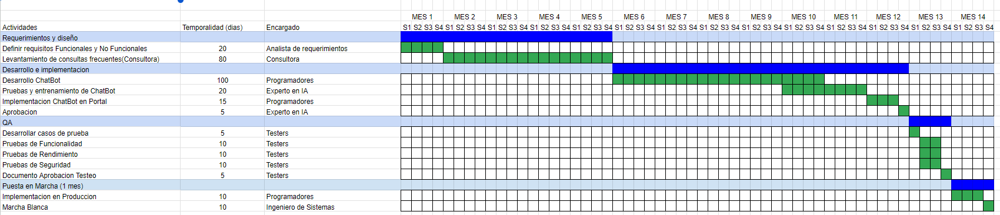 MES 1 MES 2 MES 3 MES 4 MES 5 MES 6 MES 7 MES 8 MES 9 MES 10 MES 11 MES 12 MES 13 MES 14
Actividades Temporalidad (dias) Encargado S1 S2 S3 S4 S1 S2 S3 S4 S1 S2 S3 S4 S1 S2 S3 S4 S1 S2 S3 S4 S1 S2 S3 S4 S1 S2 S3 S4 S1 S2 S3 S4 S1 S2 S3 S4 S1 S2 S3 S4 S1 S2 S3 S4 S1 S2 S3 S4 S1 S2 S3 S4 S1 S2 S3 S4
Requerimientos y diseño
Definir requisitos Funcionales y No Funcionales 20 Analista de requerimientos
Levantamiento de consultas frecuentes(Consultora) 80 Consultora
Desarrollo e implementacion
Desarrollo ChatBot 100 Programadores
Pruebas y entrenamiento de ChatBot 20 Experto en IA
Implementacion ChatBot en Portal 15 Programadores
Aprobacion 5 Experto en IA
QA
Desarrollar casos de prueba 5 Testers
Pruebas de Funcionalidad 10 Testers
Pruebas de Rendimiento 10 Testers
Pruebas de Seguridad 10 Testers
Documento Aprobacion Testeo 5 Testers
Puesta en Marcha (1 mes)
Implementacion en Produccion 10 Programadores
Marcha Blanca 10 Ingeniero de Sistemas